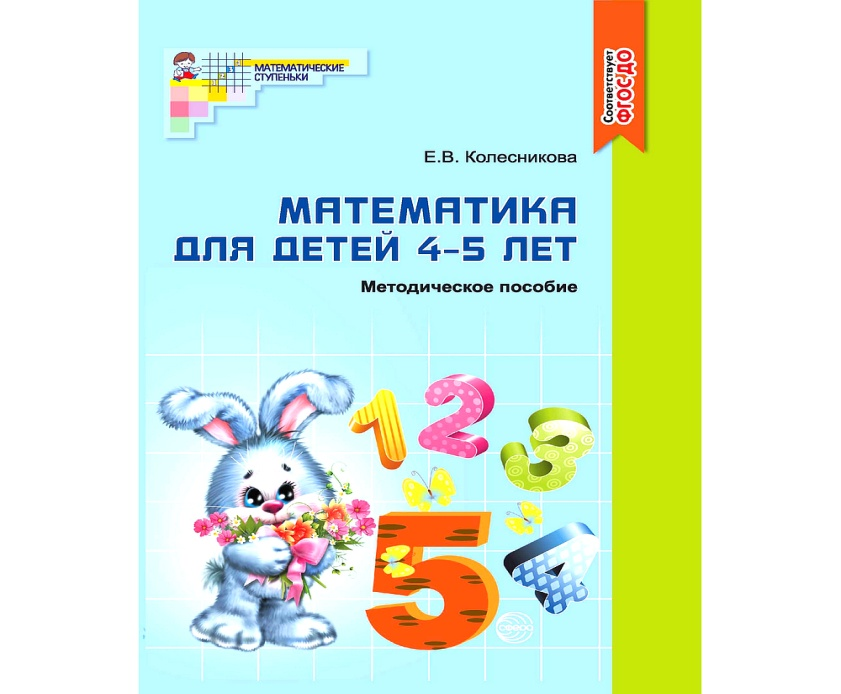 МАТЕМАТИЧЕСКИЕ
СТУПЕНЬКИ
Соответствует
ФГОС ДО
Е.В. Колесникова
МАТЕМАТИКА
ДЛЯ ДЕТЕЙ 4–5 ЛЕТ
Методическое пособие
1 2 3
5 4
сфера